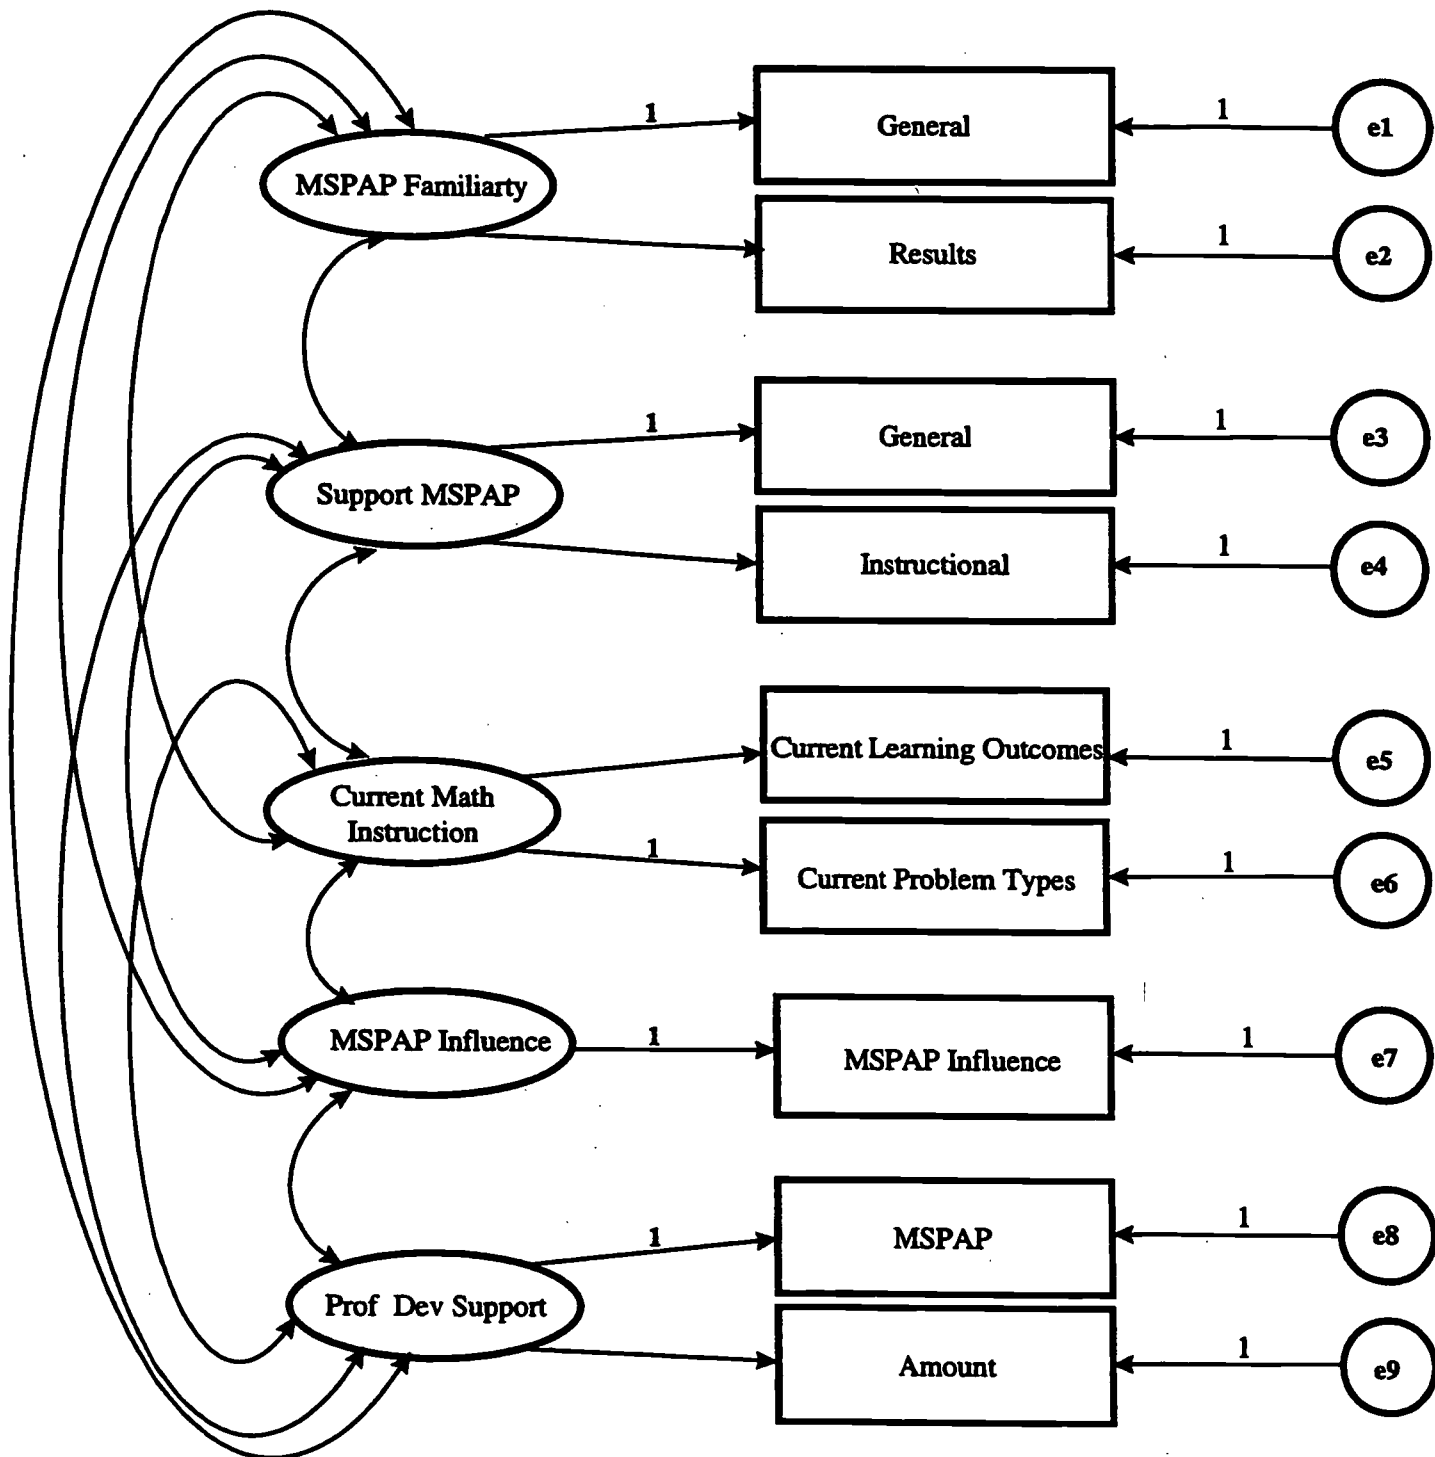 1
General
1
e1
MSPAP Familiarty
Results
1
e2
1
General
1
e3
Support MSPAP
Instructional
1
e4
Current Learning Outcomes
1
e5
Current Math
Instruction
1
Current Problem Types
1
e6
MSPAP Influence
1
MSPAP Influence
1
e7
1
MSPAP
1
e8
Prof Dev Support
Amount
1
e9